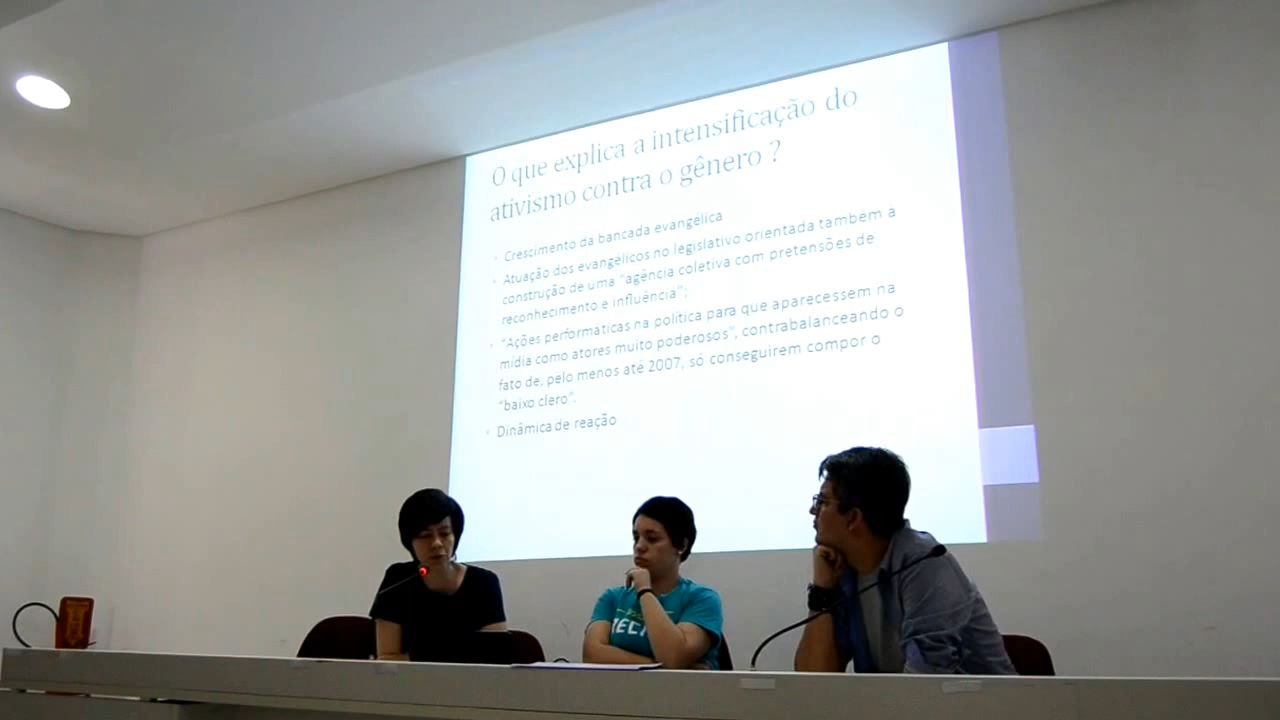 O que explica a intensificação do
ativismo contra o gênero ?
Crescimento da bancada evangélica
Atuação dos evangélicos no legislativo orientada também a
construção de uma "agência coletiva com pretensões de
reconhecimento e influência";
"Ações performáticas na política para que aparecessem na
mídia como atores muito poderosos", contrabalanceando o
fato de, pelo menos até 2007, só conseguirem compor o
"baixo clero".
Dinâmica de reação